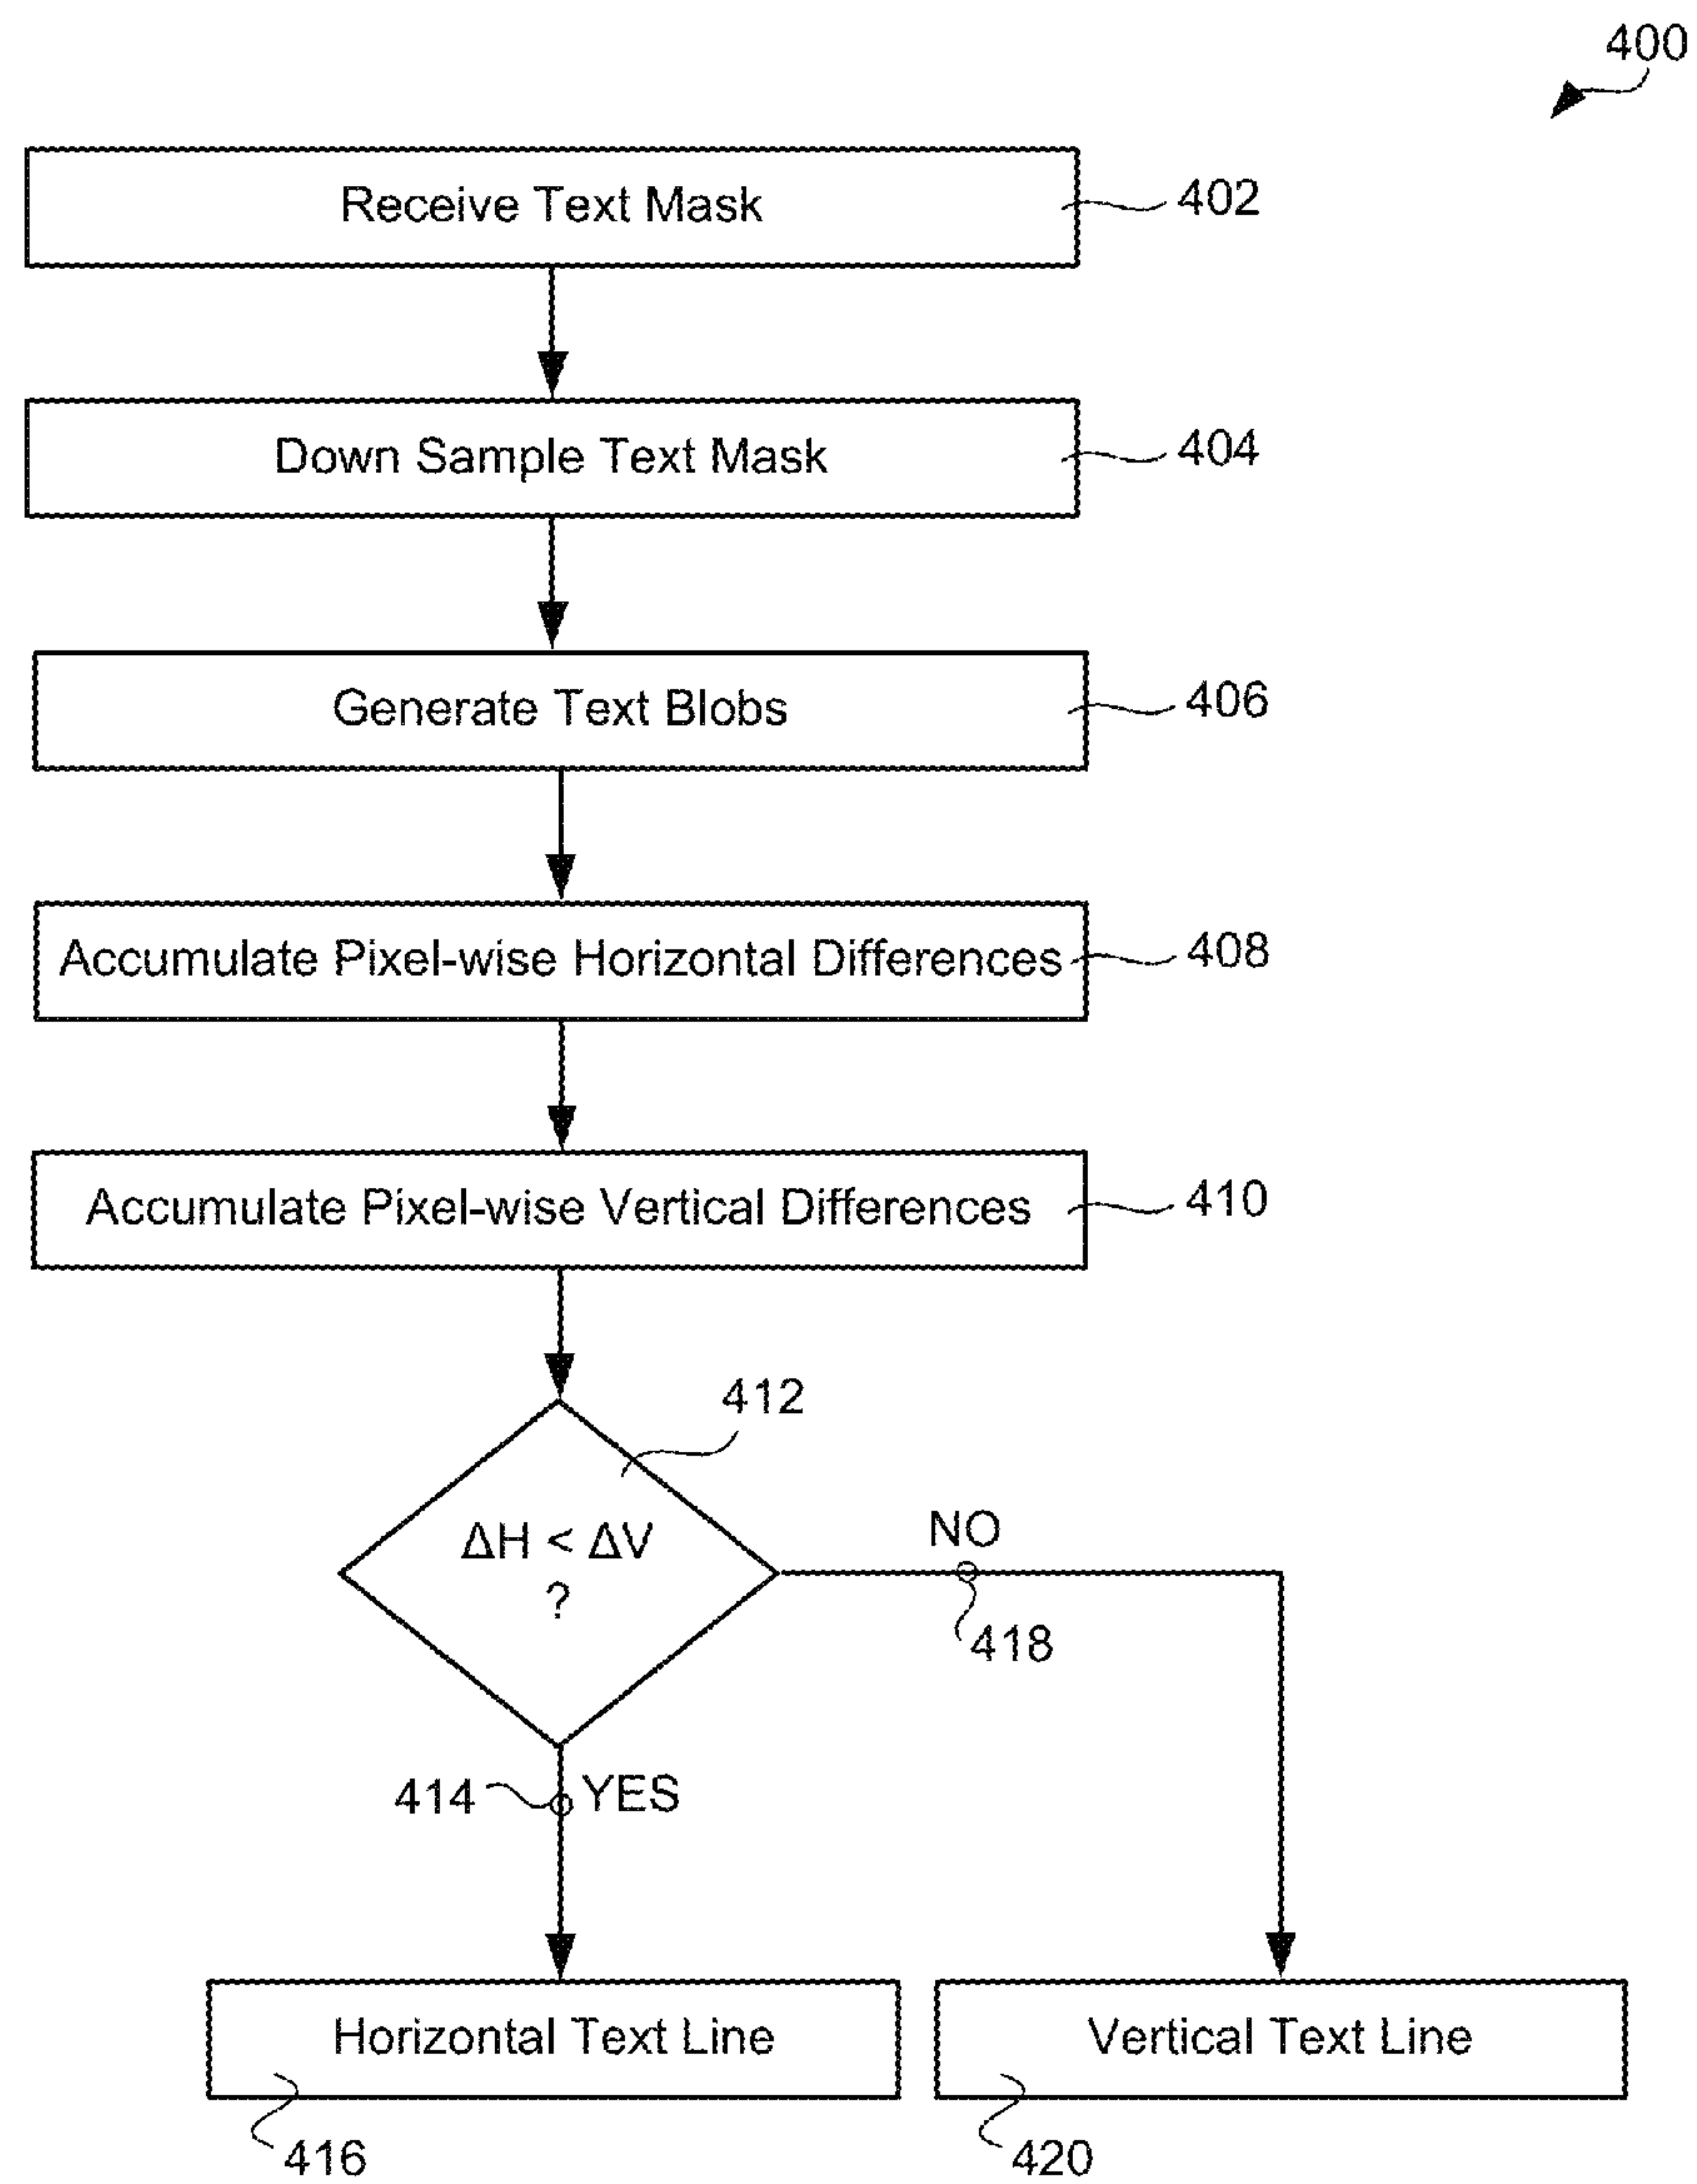 400
Receive Text Mask
402
Down Sample Text Mask
404
Generate Text Blobs
406
Accumulate Pixel-wise Horizontal Differences
408
Accumulate Pixel-wise Vertical Differences
410
412
ΔH < ΔV
?
NO
418
414
YES
Horizontal Text Line
416
Vertical Text Line
420